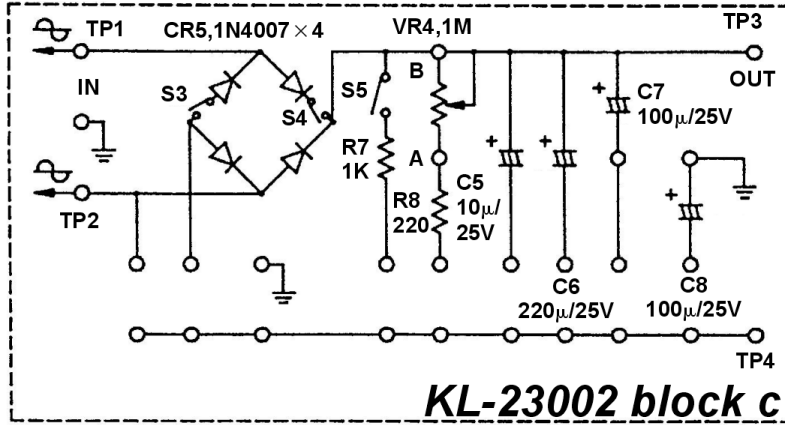 TP1
CR5,1N4007×4
VR4,1M
TP3
IN
S3
S4
S5
B
A
OUT
C7
100μ/25V
R7
1K
R8
220
C5
10μ/
25V
TP2
C6
220μ/25V
C8
100μ/25V
TP4
KL-23002 block c